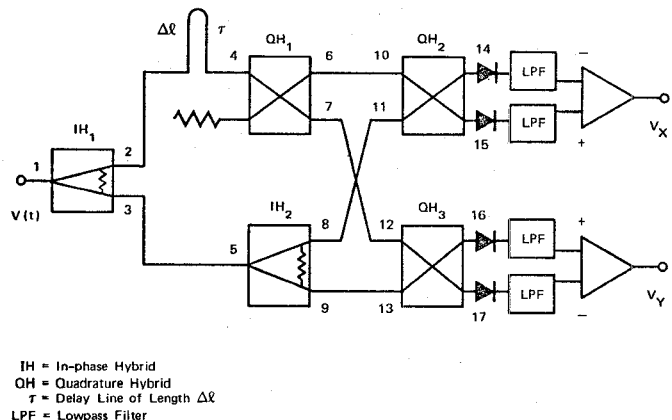 Δℓ τ
QH₁
QH₂
4
6
10
14
LPF
−
7
11
LPF
15
+
V_X
IH₁
1
2
3
V(t)
IH₂
QH₃
5
8
12
16
LPF
+
9
13
LPF
17
−
V_Y
IH = In-phase Hybrid
QH = Quadrature Hybrid
τ = Delay Line of Length Δℓ
LPF = Lowpass Filter